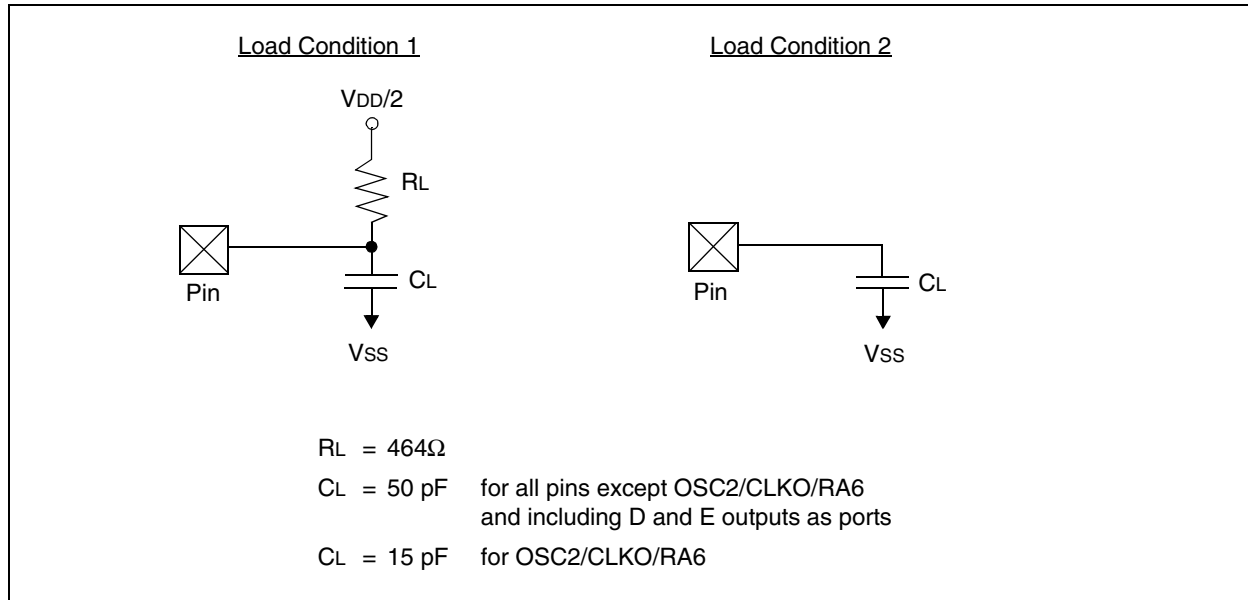 Load Condition 1
Load Condition 2
VDD/2
RL
Pin
CL
VSS
Pin
CL
VSS
RL = 464Ω
CL = 50 pF for all pins except OSC2/CLKO/RA6
and including D and E outputs as ports
CL = 15 pF for OSC2/CLKO/RA6